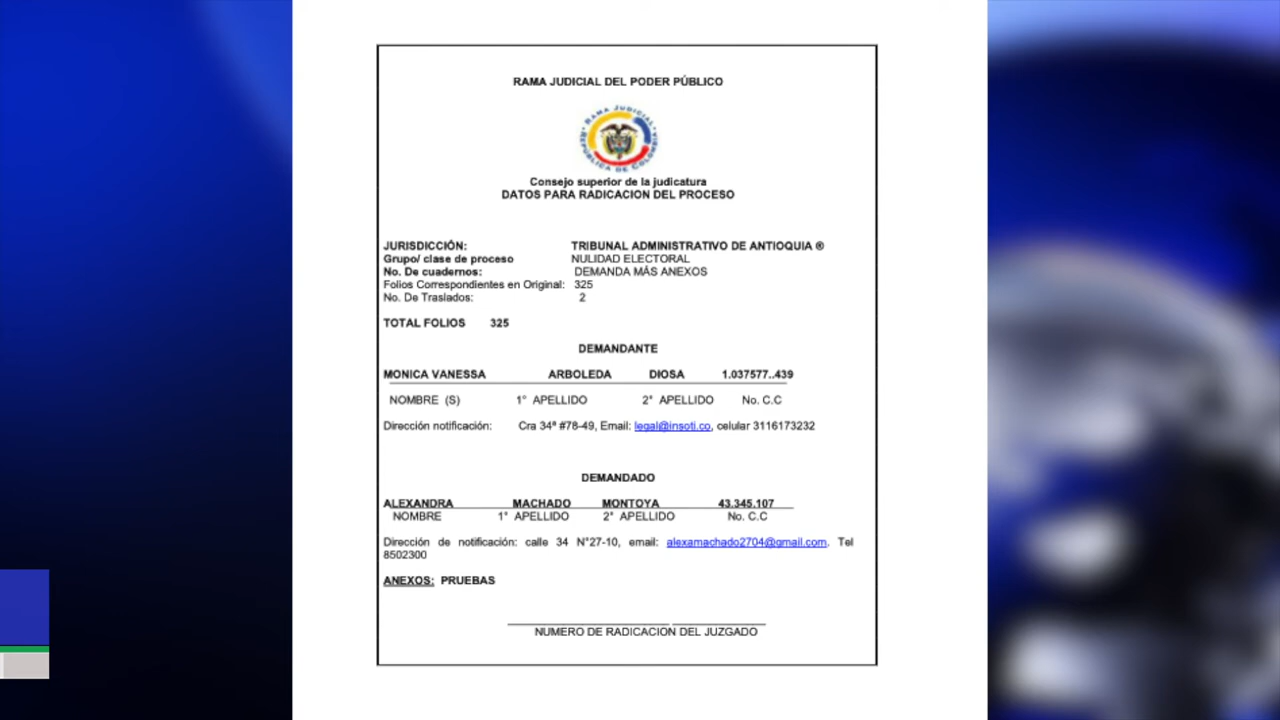 RAMA JUDICIAL DEL PODER PÚBLICO
RAMA JUDICIAL
REPUBLICA DE COLOMBIA
Consejo superior de la judicatura
DATOS PARA RADICACION DEL PROCESO
JURISDICCIÓN: TRIBUNAL ADMINISTRATIVO DE ANTIOQUIA ®
Grupo/ clase de proceso NULIDAD ELECTORAL
No. De cuadernos: DEMANDA MÁS ANEXOS
Folios Correspondientes en Original: 325
No. De Traslados: 2
TOTAL FOLIOS 325
DEMANDANTE
MONICA VANESSA ARBOLEDA DIOSA 1.037577..439
NOMBRE (S) 1° APELLIDO 2° APELLIDO No. C.C
Dirección notificación: Cra 34ª #78-49, Email: legal@insoti.co, celular 3116173232
DEMANDADO
ALEXANDRA MACHADO MONTOYA 43.345.107
NOMBRE 1° APELLIDO 2° APELLIDO No. C.C
Dirección de notificación: calle 34 N°27-10, email: alexamachado2704@gmail.com. Tel
8502300
ANEXOS: PRUEBAS
NUMERO DE RADICACION DEL JUZGADO